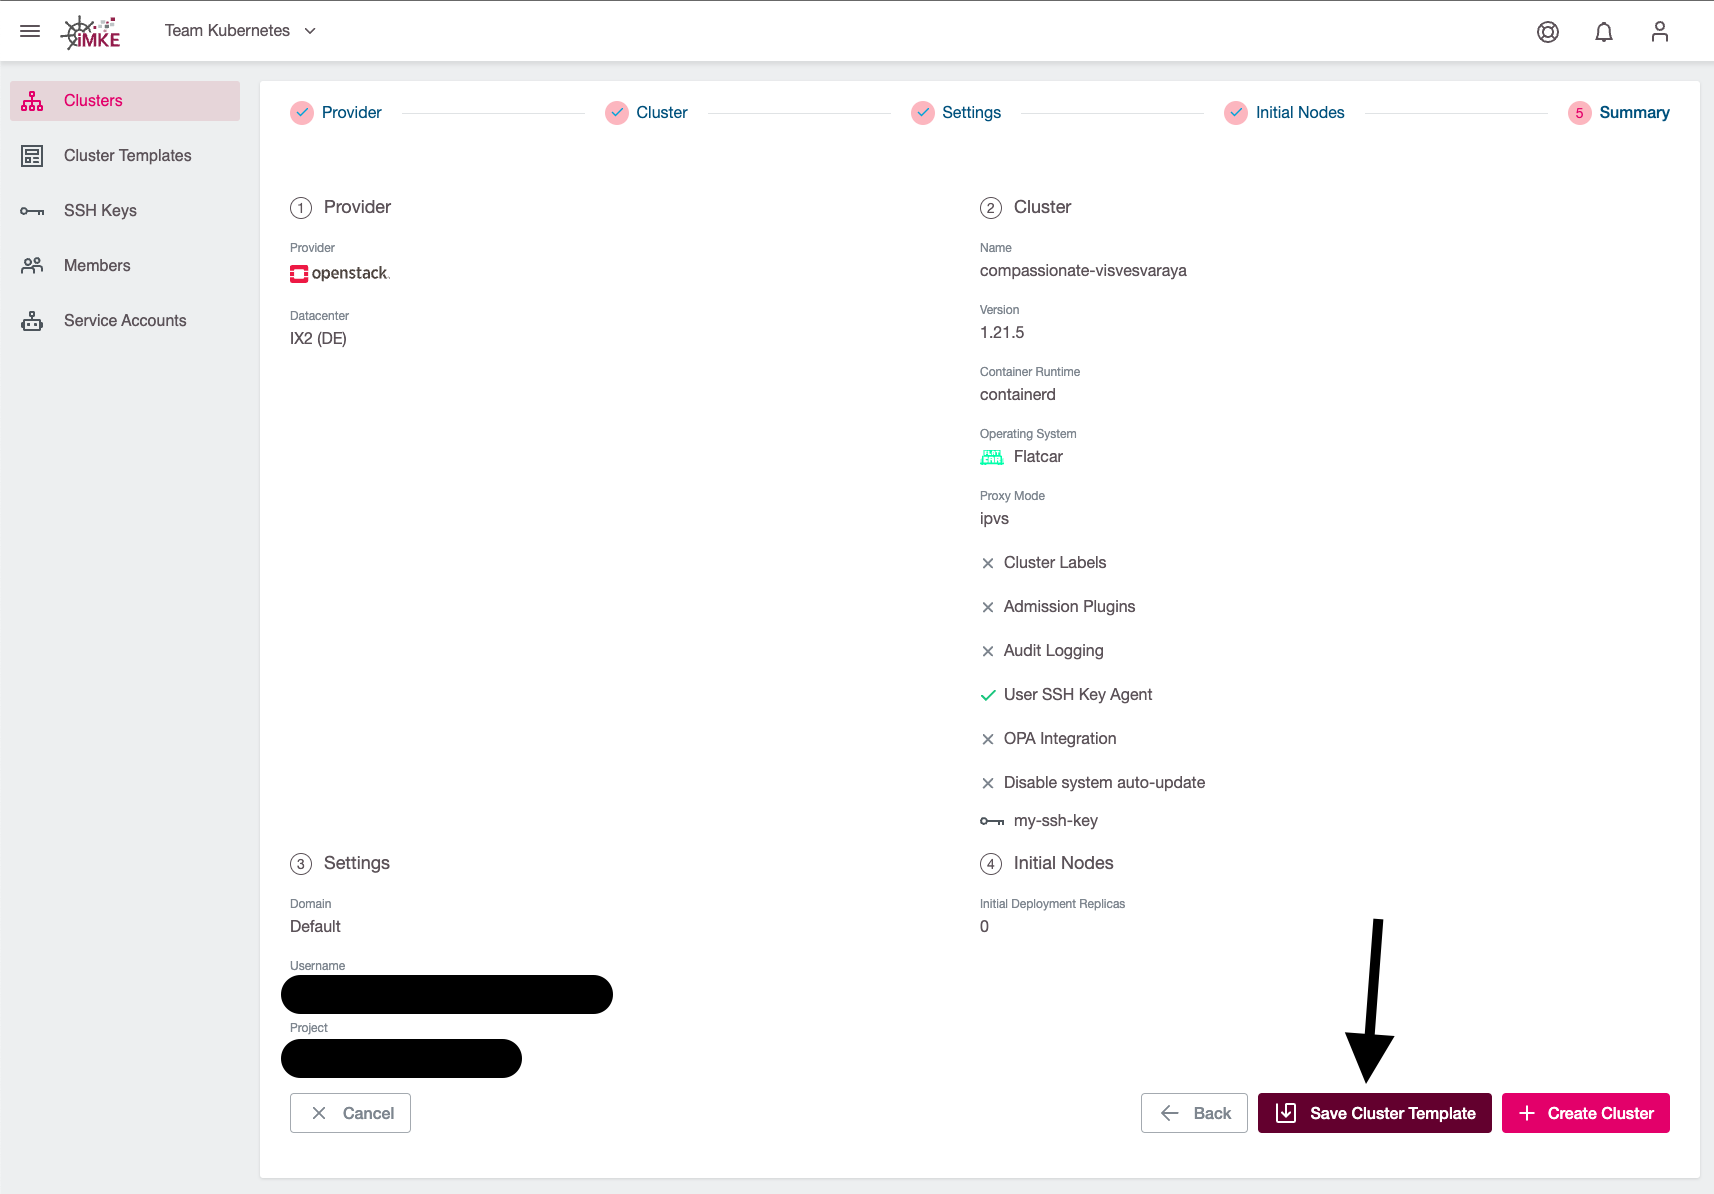 iMKE
Team Kubernetes
Clusters
Cluster Templates
SSH Keys
Members
Service Accounts
Provider
Cluster
Settings
Initial Nodes
5 Summary
1 Provider
Provider
openstack.
Datacenter
IX2 (DE)
2 Cluster
Name
compassionate-visvesvaraya
Version
1.21.5
Container Runtime
containerd
Operating System
FLAT CAR
Flatcar
Proxy Mode
ipvs
Cluster Labels
Admission Plugins
Audit Logging
User SSH Key Agent
OPA Integration
Disable system auto-update
my-ssh-key
3 Settings
Domain
Default
Username
Project
4 Initial Nodes
Initial Deployment Replicas
0
Cancel
Back
Save Cluster Template
Create Cluster